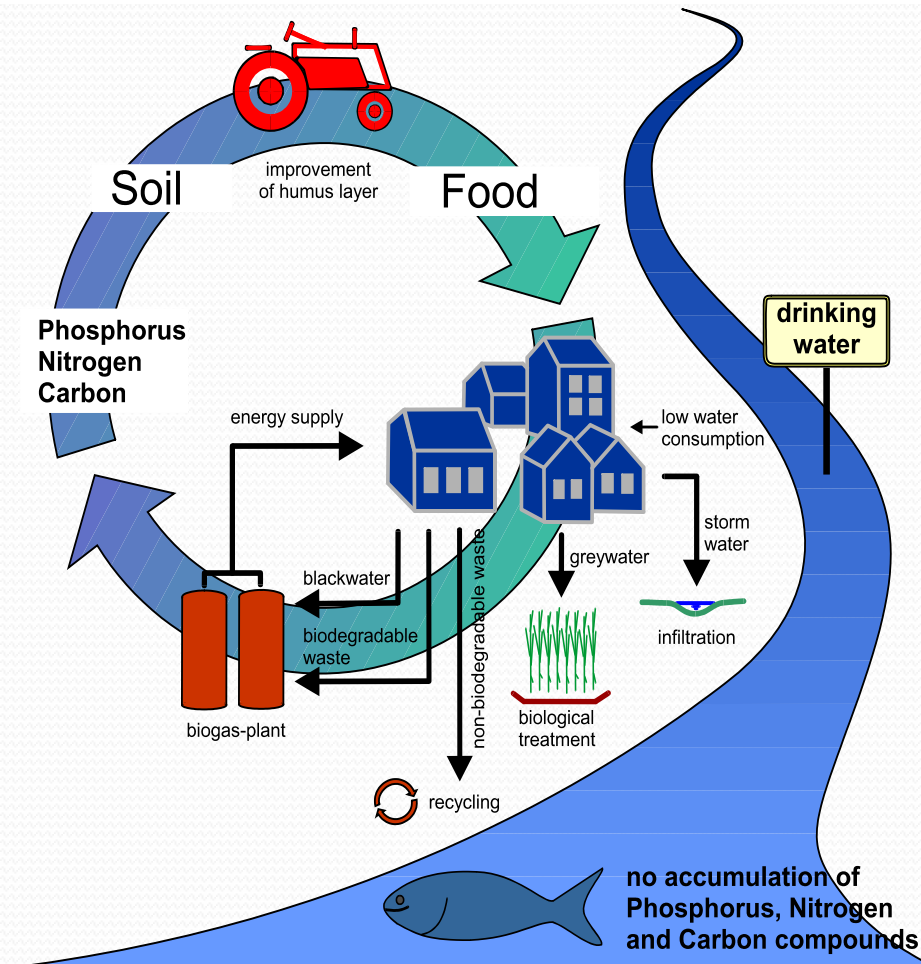 improvement
of humus layer
Soil
Food
Phosphorus
Nitrogen
Carbon
drinking
water
energy supply
low water
consumption
storm
water
greywater
non-biodegradable waste
blackwater
biodegradable
waste
infiltration
biological
treatment
biogas-plant
recycling
no accumulation of
Phosphorus, Nitrogen
and Carbon compounds